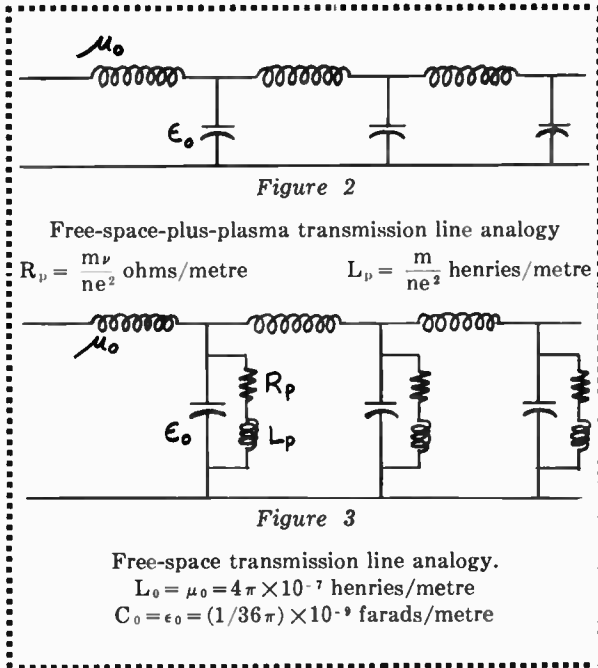 μ₀
ϵ₀
Figure 2
Free-space-plus-plasma transmission line analogy
Rₚ = mν/ne² ohms/metre Lₚ = m/ne² henries/metre
μ₀
Rₚ
ϵ₀ Lₚ
Figure 3
Free-space transmission line analogy.
L₀ = μ₀ = 4π × 10⁻⁷ henries/metre
C₀ = ϵ₀ = (1/36π) × 10⁻⁹ farads/metre